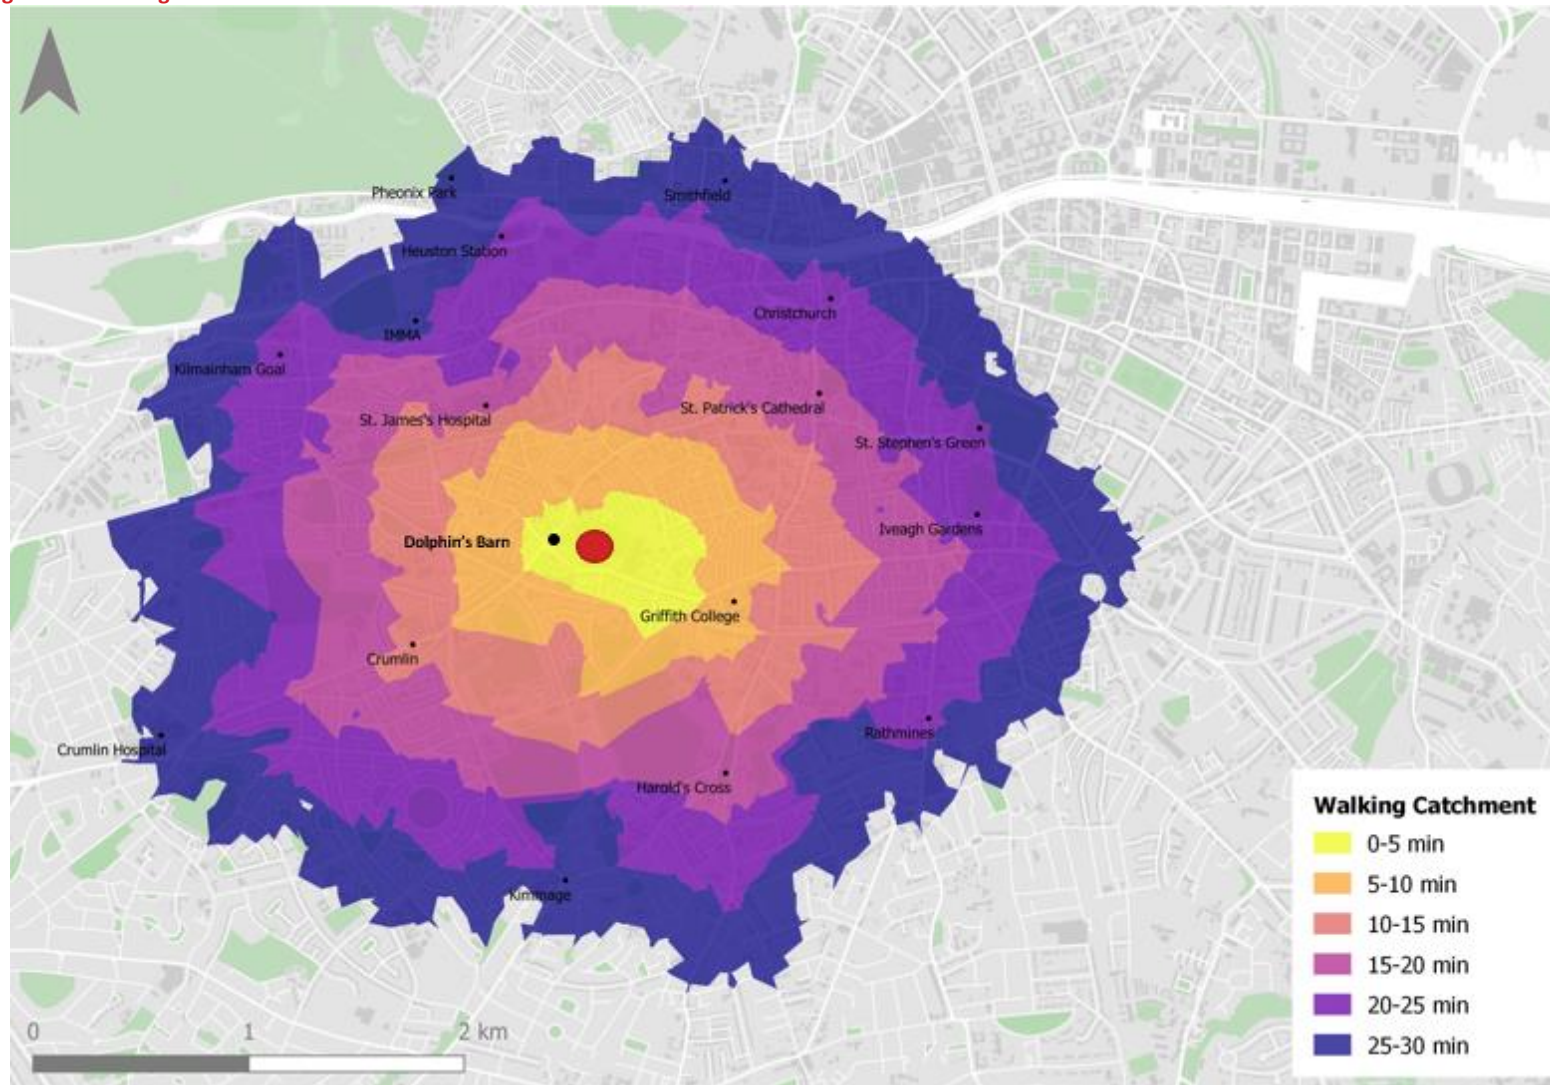 Pheonix Park
Smithfield
Heuston Station
Christchurch
IMMA
Kilmainham Goal
St. James's Hospital
St. Patrick's Cathedral
St. Stephen's Green
Iveagh Gardens
Dolphin's Barn
Griffith College
Crumlin
Rathmines
Crumlin Hospital
Harold's Cross
Kimmage
Walking Catchment
0-5 min
5-10 min
10-15 min
15-20 min
20-25 min
25-30 min
0 1 2 km